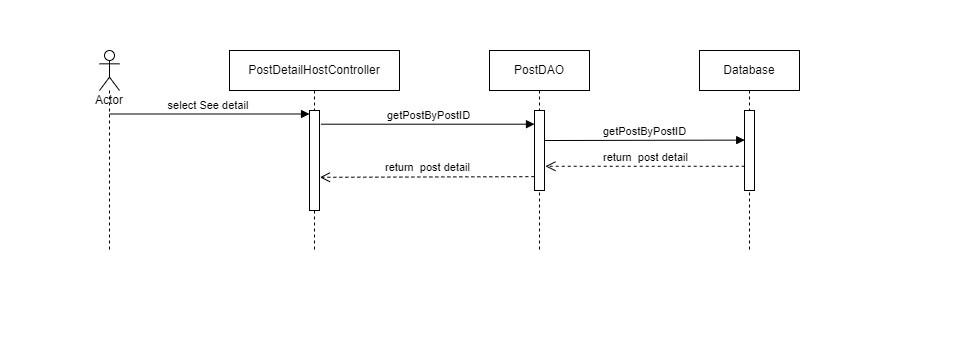 PostDetailHostController
PostDAO
Database
Actor
select See detail
getPostByPostID
getPostByPostID
return post detail
return post detail